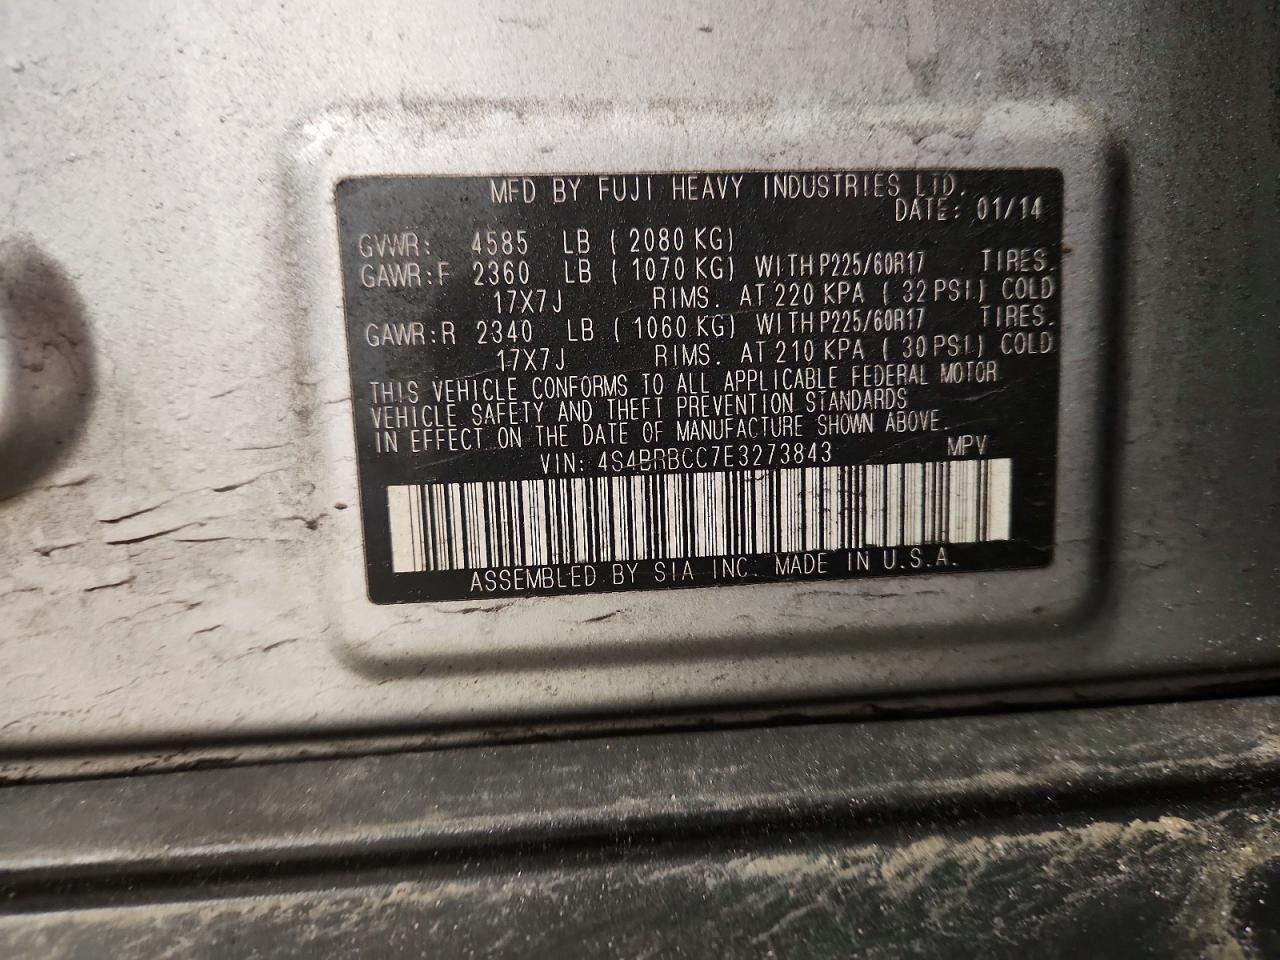 MFD BY FUJI HEAVY INDUSTRIES LTD.
DATE: 01/14
GVWR: 4585 LB ( 2080 KG)
GAWR:F 2360 LB ( 1070 KG) WITH P225/60R17 TIRES.
17X7J RIMS. AT 220 KPA ( 32 PSI.) COLD
GAWR:R 2340 LB ( 1060 KG) WITH P225/60R17 TIRES.
17X7J RIMS. AT 210 KPA ( 30 PSI.) COLD
THIS VEHICLE CONFORMS TO ALL APPLICABLE FEDERAL MOTOR
VEHICLE SAFETY AND THEFT PREVENTION STANDARDS
IN EFFECT ON THE DATE OF MANUFACTURE SHOWN ABOVE.
VIN: 4S4BRBCC7E3273843 MPV
ASSEMBLED BY SIA INC. MADE IN U.S.A.